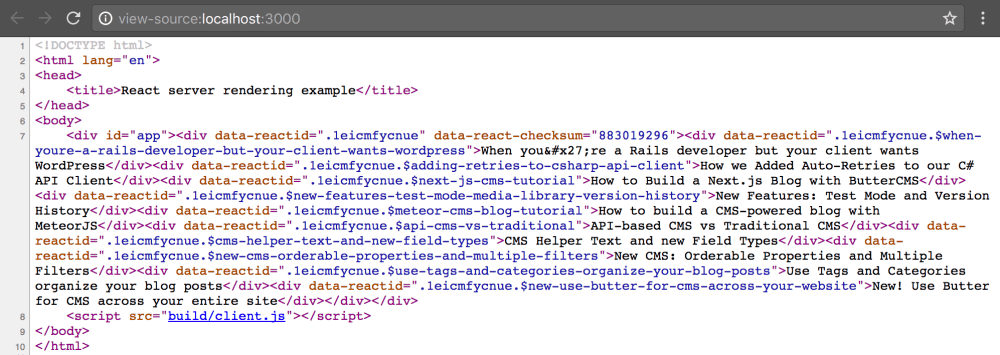 view-source:localhost:3000
1 <!DOCTYPE html>
2 <html lang="en">
3 <head>
4 <title>React server rendering example</title>
5 </head>
6 <body>
7 <div id="app"><div data-reactid=".1eicmfycnue" data-react-checksum="883019296"><div data-reactid=".1eicmfycnue.$when-
youre-a-rails-developer-but-your-client-wants-wordpress">When you&#x27;re a Rails developer but your client wants
WordPress</div><div data-reactid=".1eicmfycnue.$adding-retries-to-csharp-api-client">How we Added Auto-Retries to our C#
API Client</div><div data-reactid=".1eicmfycnue.$next-js-cms-tutorial">How to Build a Next.js Blog with ButterCMS</div>
<div data-reactid=".1eicmfycnue.$new-features-test-mode-media-library-version-history">New Features: Test Mode and Version
History</div><div data-reactid=".1eicmfycnue.$meteor-cms-blog-tutorial">How to build a CMS-powered blog with
MeteorJS</div><div data-reactid=".1eicmfycnue.$api-cms-vs-traditional">API-based CMS vs Traditional CMS</div><div data-
reactid=".1eicmfycnue.$cms-helper-text-and-new-field-types">CMS Helper Text and new Field Types</div><div data-
reactid=".1eicmfycnue.$new-cms-orderable-properties-and-multiple-filters">New CMS: Orderable Properties and Multiple
Filters</div><div data-reactid=".1eicmfycnue.$use-tags-and-categories-organize-your-blog-posts">Use Tags and Categories
organize your blog posts</div><div data-reactid=".1eicmfycnue.$new-use-butter-for-cms-across-your-website">New! Use Butter
for CMS across your entire site</div></div></div>
8 <script src="build/client.js"></script>
9 </body>
10 </html>